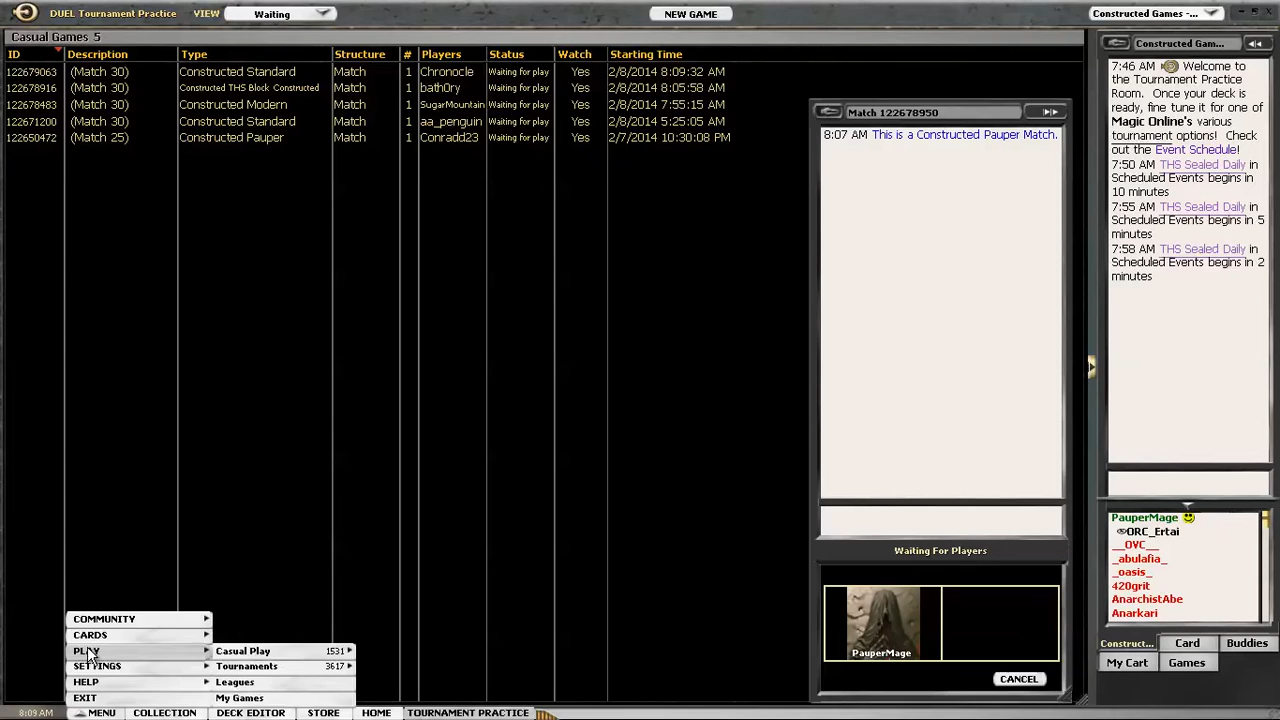 DUEL Tournament Practice VIEW Waiting NEW GAME Constructed Games -...
Casual Games 5
ID Description Type Structure # Players Status Watch Starting Time
122679063 (Match 30) Constructed Standard Match 1 Chronocle Waiting for play Yes 2/8/2014 8:09:32 AM
122678916 (Match 30) Constructed THS Block Constructed Match 1 bath0ry Waiting for play Yes 2/8/2014 8:05:58 AM
122678483 (Match 30) Constructed Modern Match 1 SugarMountain Waiting for play Yes 2/8/2014 7:55:15 AM
122671200 (Match 30) Constructed Standard Match 1 aa_penguin Waiting for play Yes 2/8/2014 5:25:05 AM
122650472 (Match 25) Constructed Pauper Match 1 Conradd23 Waiting for play Yes 2/7/2014 10:30:08 PM
Match 122678950
8:07 AM This is a Constructed Pauper Match.
Waiting For Players
PauperMage
CANCEL
Constructed Gam...
7:46 AM Welcome to
the Tournament Practice
Room. Once your deck is
ready, fine tune it for one of
Magic Online's various
tournament options! Check
out the Event Schedule!
7:50 AM THS Sealed Daily in
Scheduled Events begins in
10 minutes
7:55 AM THS Sealed Daily in
Scheduled Events begins in 5
minutes
7:58 AM THS Sealed Daily in
Scheduled Events begins in 2
minutes
PauperMage
ORC_Ertai
__OVC__
_abulafia_
_oasis_
420grit
AnarchistAbe
Anarkari
Construct... Card Buddies
My Cart Games
COMMUNITY
CARDS
PLAY
SETTINGS
HELP
EXIT
Casual Play 1531
Tournaments 3617
Leagues
My Games
8:09 AM MENU COLLECTION DECK EDITOR STORE HOME TOURNAMENT PRACTICE